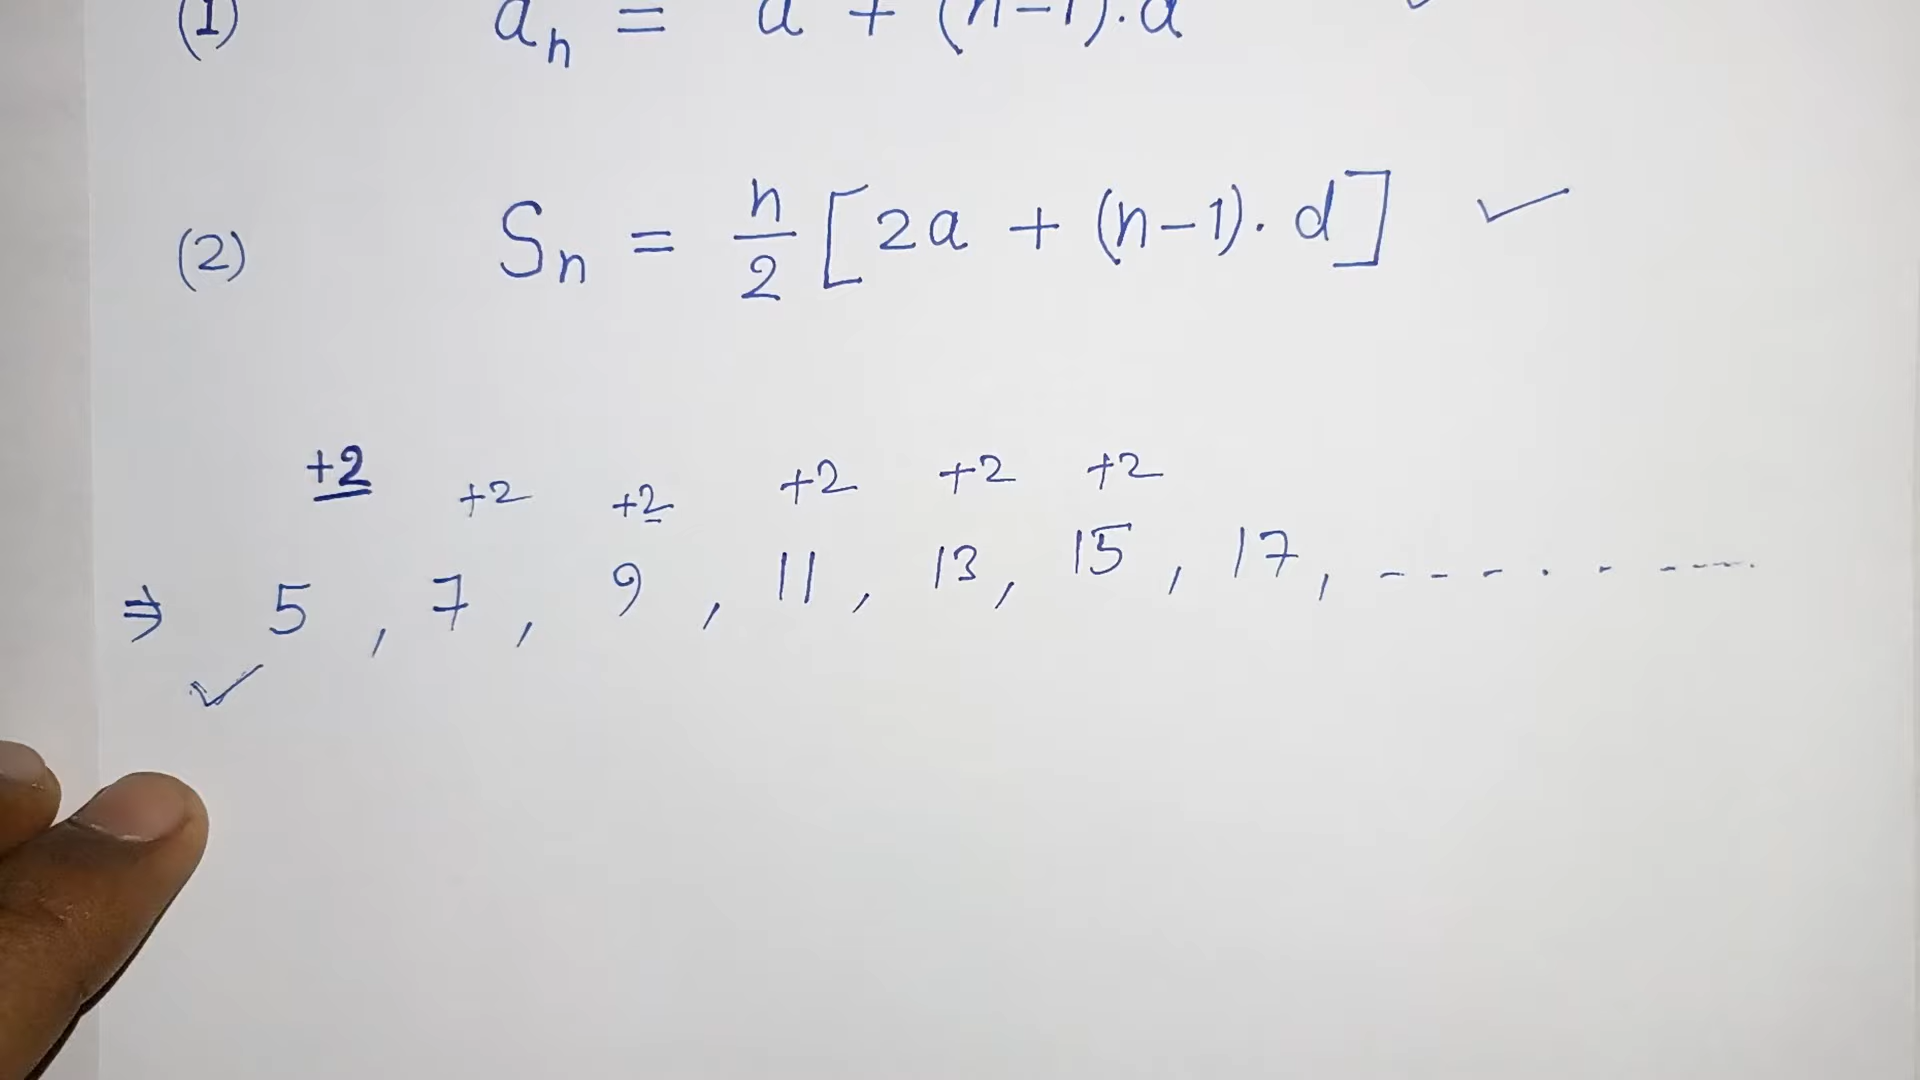 (1) aₙ = a + (n-1).d
(2) Sₙ = n/2 [2a + (n-1). d] ✓
+2 +2 +2 +2 +2 +2
⇒ 5 , 7 , 9 , 11 , 13 , 15 , 17 , -------
✓